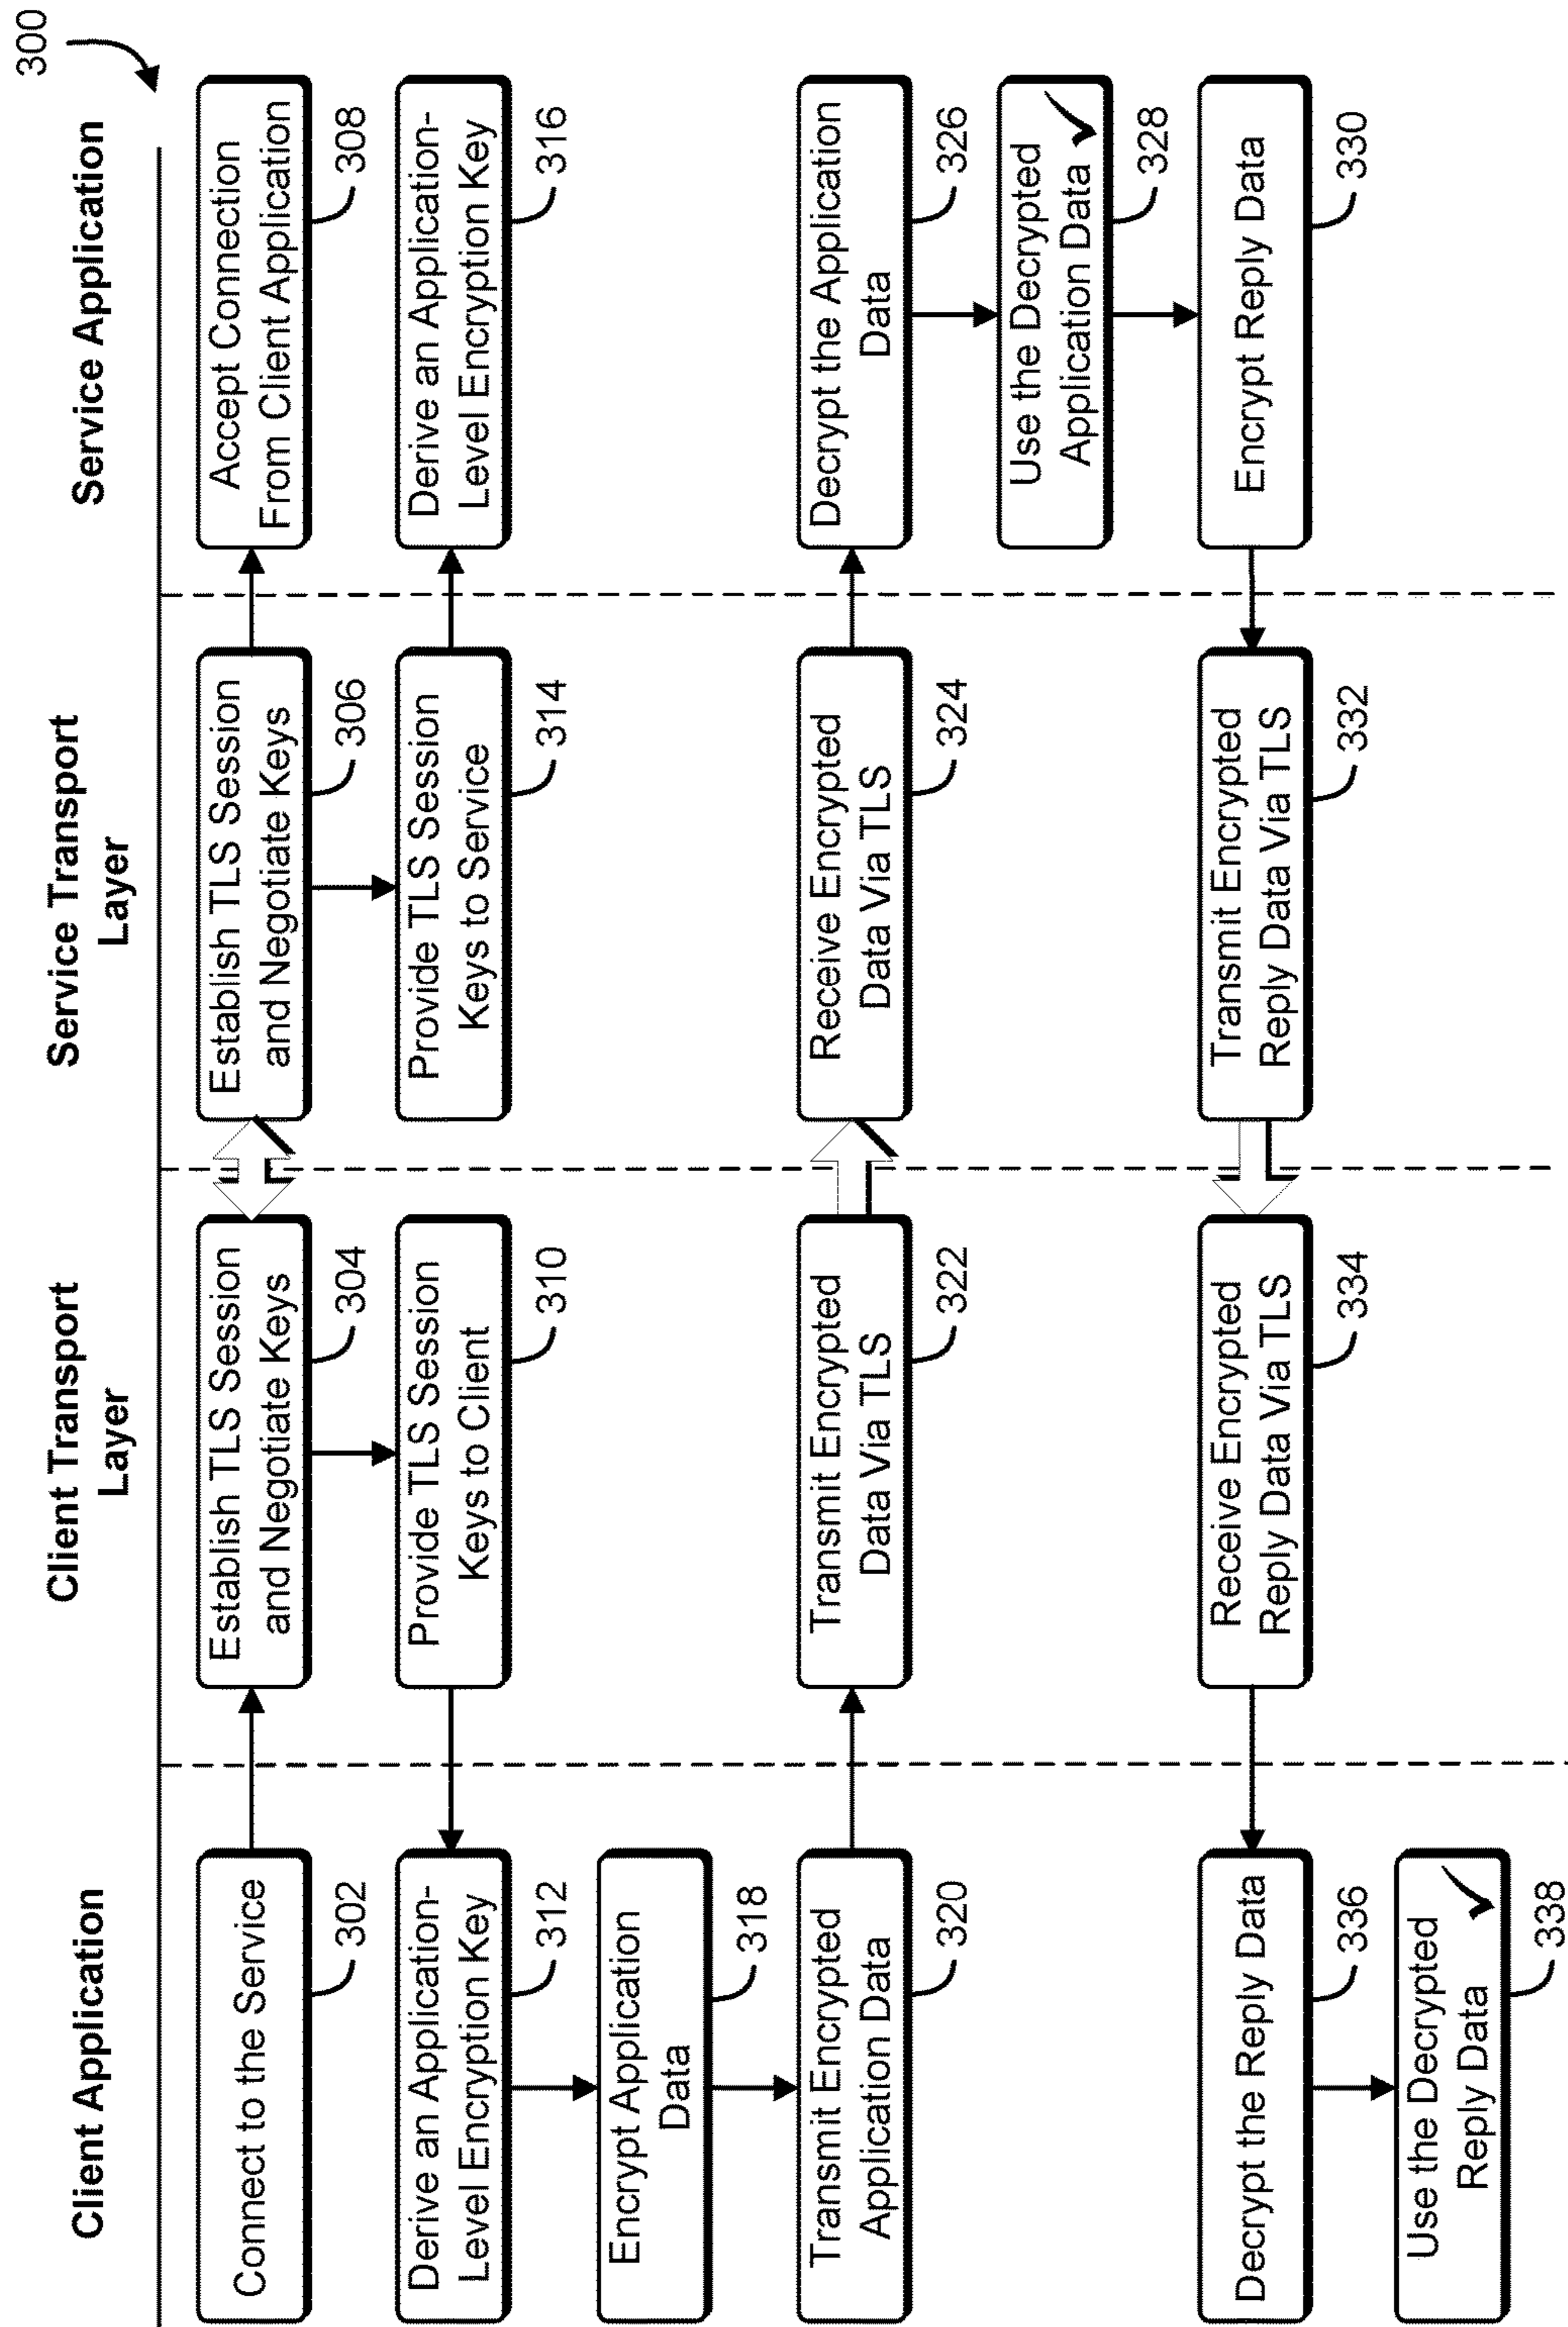 300
Client Application
Client Transport
Layer
Service Transport
Layer
Service Application
Connect to the Service
302
Establish TLS Session
and Negotiate Keys
304
Establish TLS Session
and Negotiate Keys
306
Accept Connection
From Client Application
308
Derive an Application-
Level Encryption Key
312
Provide TLS Session
Keys to Client
310
Provide TLS Session
Keys to Service
314
Derive an Application-
Level Encryption Key
316
Encrypt Application
Data
318
Transmit Encrypted
Application Data
320
Transmit Encrypted
Data Via TLS
322
Receive Encrypted
Data Via TLS
324
Decrypt the Application
Data
326
Use the Decrypted
Application Data
328
Decrypt the Reply Data
336
Receive Encrypted
Reply Data Via TLS
334
Transmit Encrypted
Reply Data Via TLS
332
Encrypt Reply Data
330
Use the Decrypted
Reply Data
338